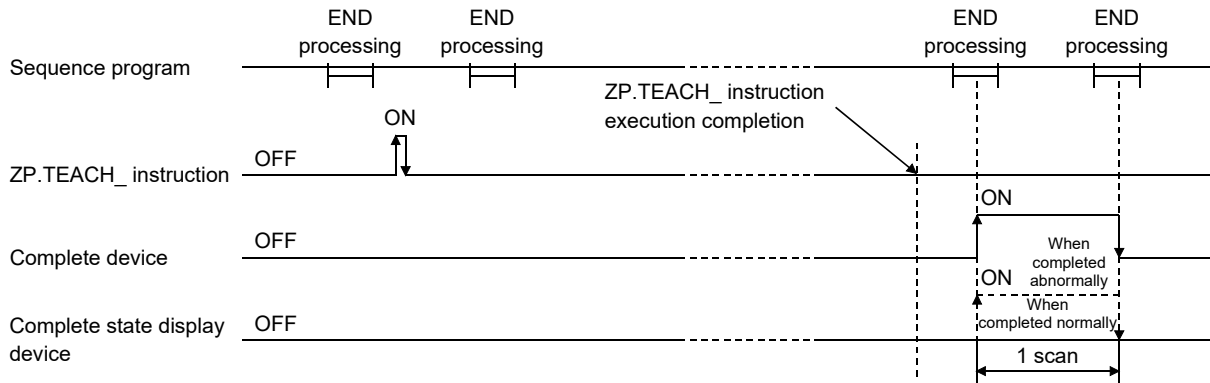 END
processing
END
processing
END
processing
END
processing
Sequence program
ZP.TEACH_ instruction
execution completion
ON
OFF
ZP.TEACH_ instruction
ON
OFF
Complete device
When
completed
abnormally
ON
When
completed normally
OFF
Complete state display
device
1 scan